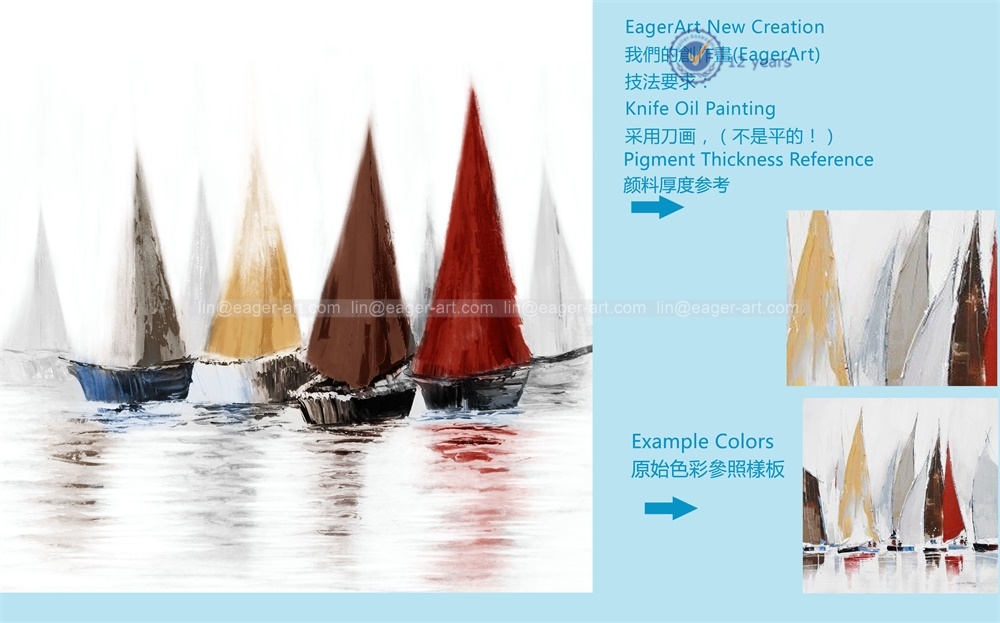 EagerArt New Creation
我們的創作畫(EagerArt)
12 years
技法要求：
Knife Oil Painting
采用刀画，（不是平的！）
Pigment Thickness Reference
颜料厚度参考
lin@eager-art.com lin@eager-art.com lin@eager-art.com lin@eager-art.com
Example Colors
原始色彩參照樣板